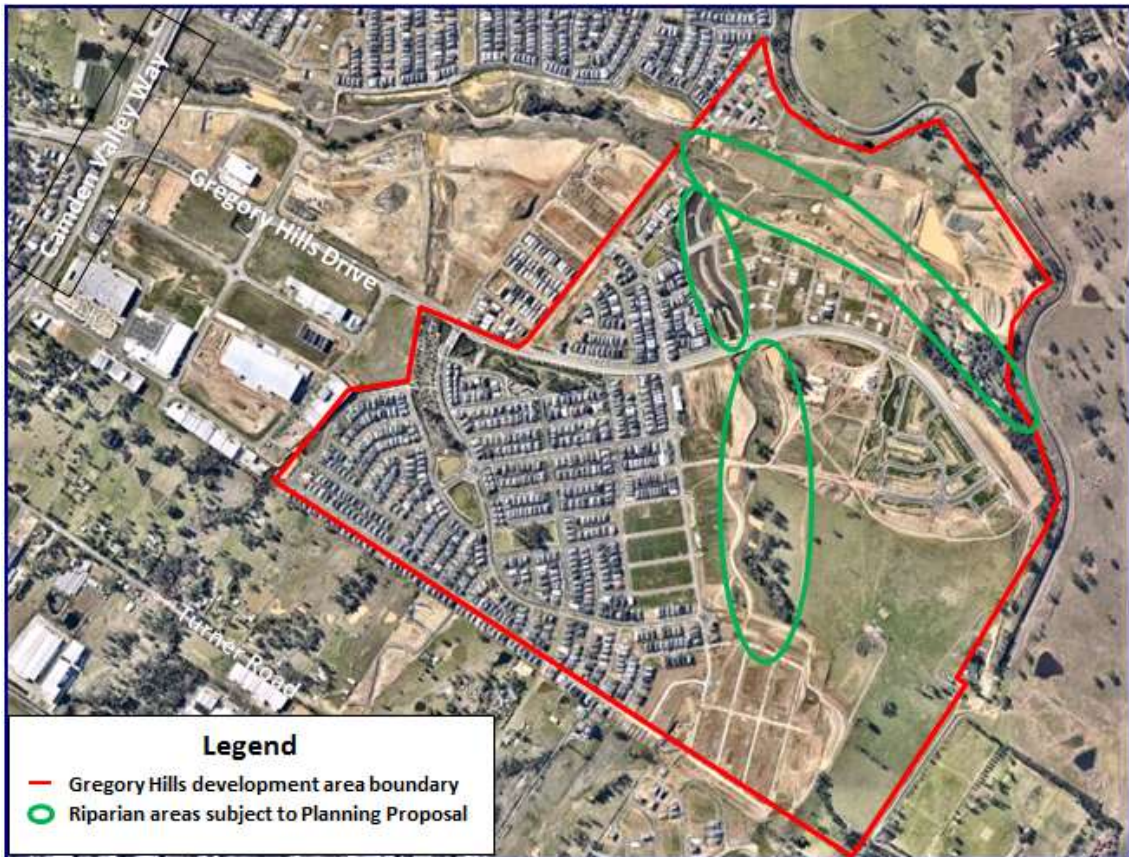 Camden Valley Way
Gregory Hills Drive
Turner Road
Legend
Gregory Hills development area boundary
Riparian areas subject to Planning Proposal